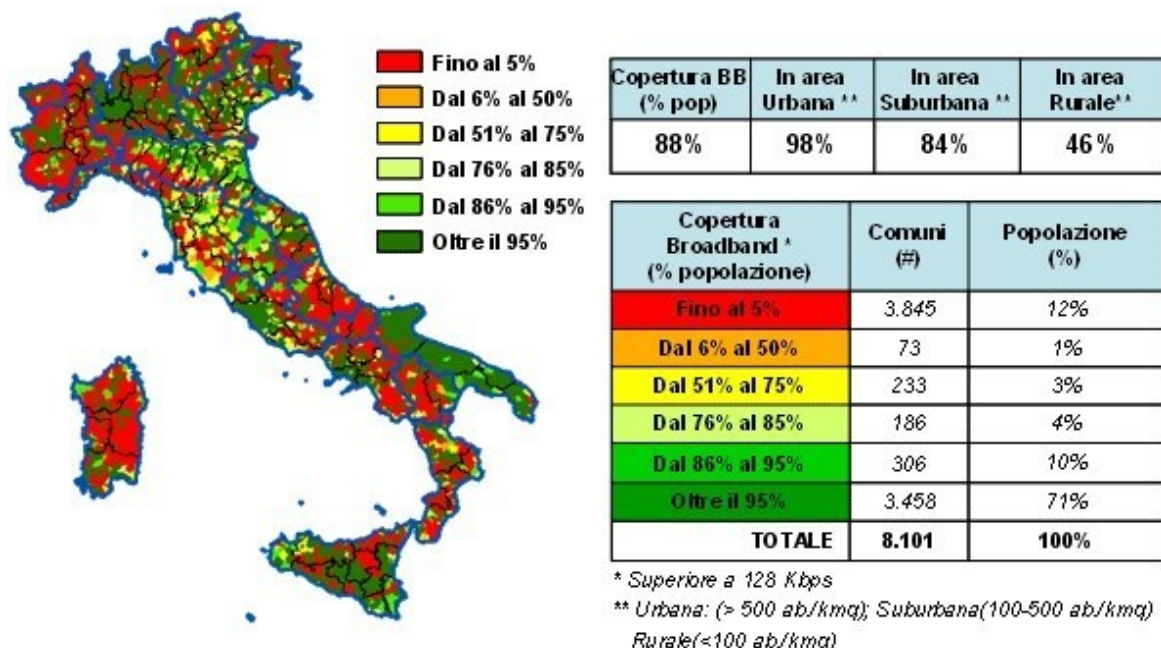 Fino al 5%
Dal 6% al 50%
Dal 51% al 75%
Dal 76% al 85%
Dal 86% al 95%
Oltre il 95%
Copertura BB (% pop) In area Urbana ** In area Suburbana ** In area Rurale**
88% 98% 84% 46%
Copertura Broadband * (% popolazione) Comuni (#) Popolazione (%)
Fino al 5% 3.845 12%
Dal 6% al 50% 73 1%
Dal 51% al 75% 233 3%
Dal 76% al 85% 186 4%
Dal 86% al 95% 306 10%
Oltre il 95% 3.458 71%
TOTALE 8.101 100%
* Superiore a 128 Kbps
** Urbana: (> 500 ab./kmq); Suburbana(100-500 ab./kmq)
Rurale(<100 ab./kmq)